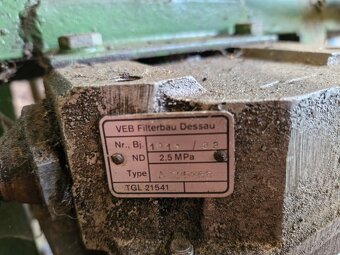 VEB Filterbau Dessau
Nr., Bj.
ND 2,5 MPa
Type
TGL 21541